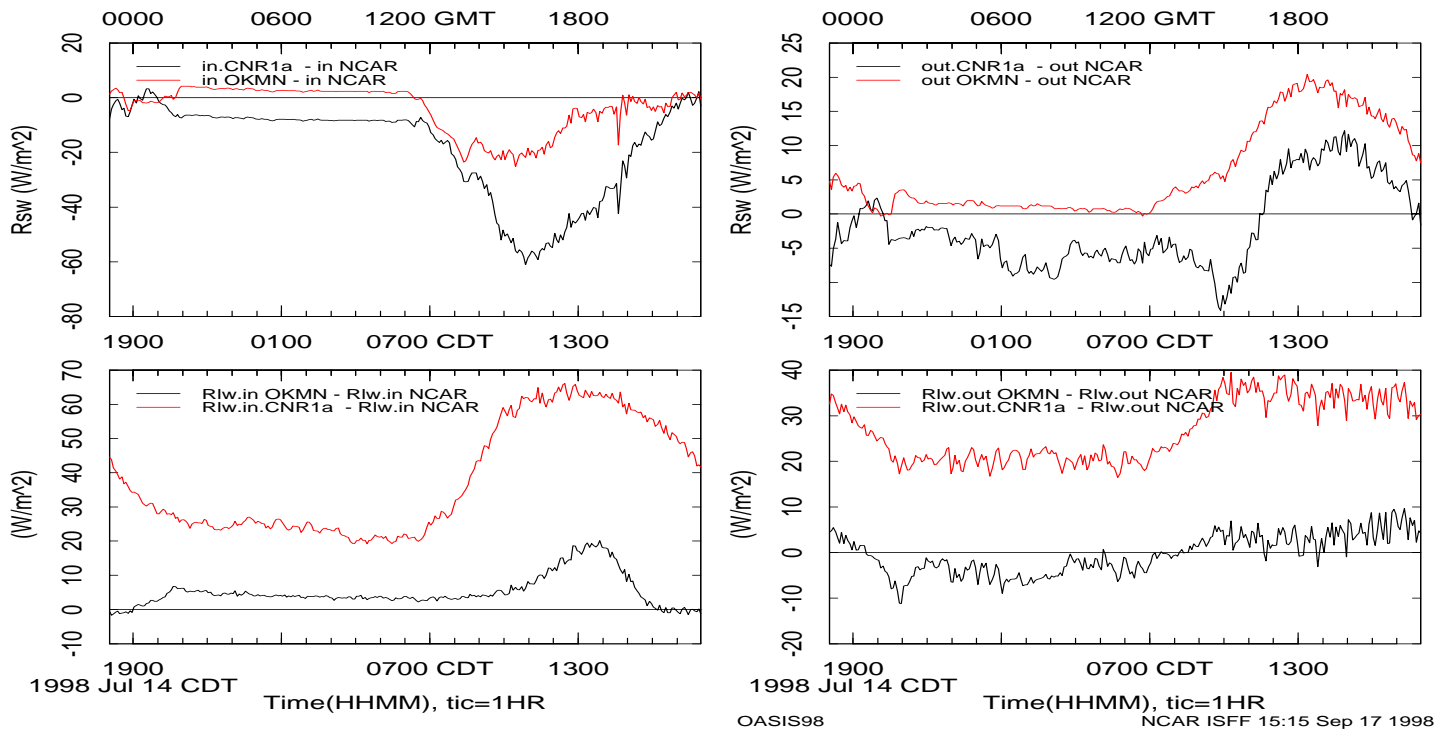 0000 0600 1200 GMT 1800
20
0
-20
-40
-60
-80
Rsw (W/m^2)
in.CNR1a - in NCAR
in OKMN - in NCAR
1900 0100 0700 CDT 1300
0000 0600 1200 GMT 1800
25
20
15
10
5
0
-5
-15
Rsw (W/m^2)
out.CNR1a - out NCAR
out OKMN - out NCAR
1900 0100 0700 CDT 1300
70
60
50
40
30
20
10
0
-10
(W/m^2)
Rlw.in OKMN - Rlw.in NCAR
Rlw.in.CNR1a - Rlw.in NCAR
1900 0700 CDT 1300
1998 Jul 14 CDT
Time(HHMM), tic=1HR
40
30
20
10
0
-10
-20
(W/m^2)
Rlw.out OKMN - Rlw.out NCAR
Rlw.out.CNR1a - Rlw.out NCAR
1900 0700 CDT 1300
1998 Jul 14 CDT
Time(HHMM), tic=1HR
OASIS98
NCAR ISFF 15:15 Sep 17 1998